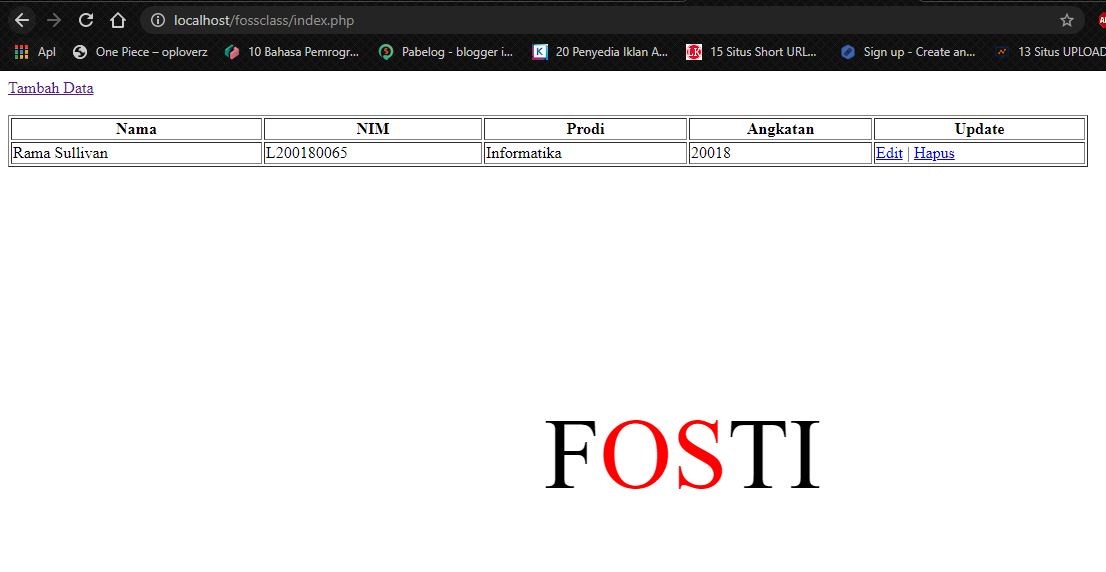 localhost/fossclass/index.php
Apl One Piece – oploverz 10 Bahasa Pemrogr... Pabelog - blogger i... 20 Penyedia Iklan A... 15 Situs Short URL... Sign up - Create an... 13 Situs UPLOAD
Tambah Data
Nama NIM Prodi Angkatan Update
Rama Sullivan L200180065 Informatika 20018 Edit | Hapus
FOSTI